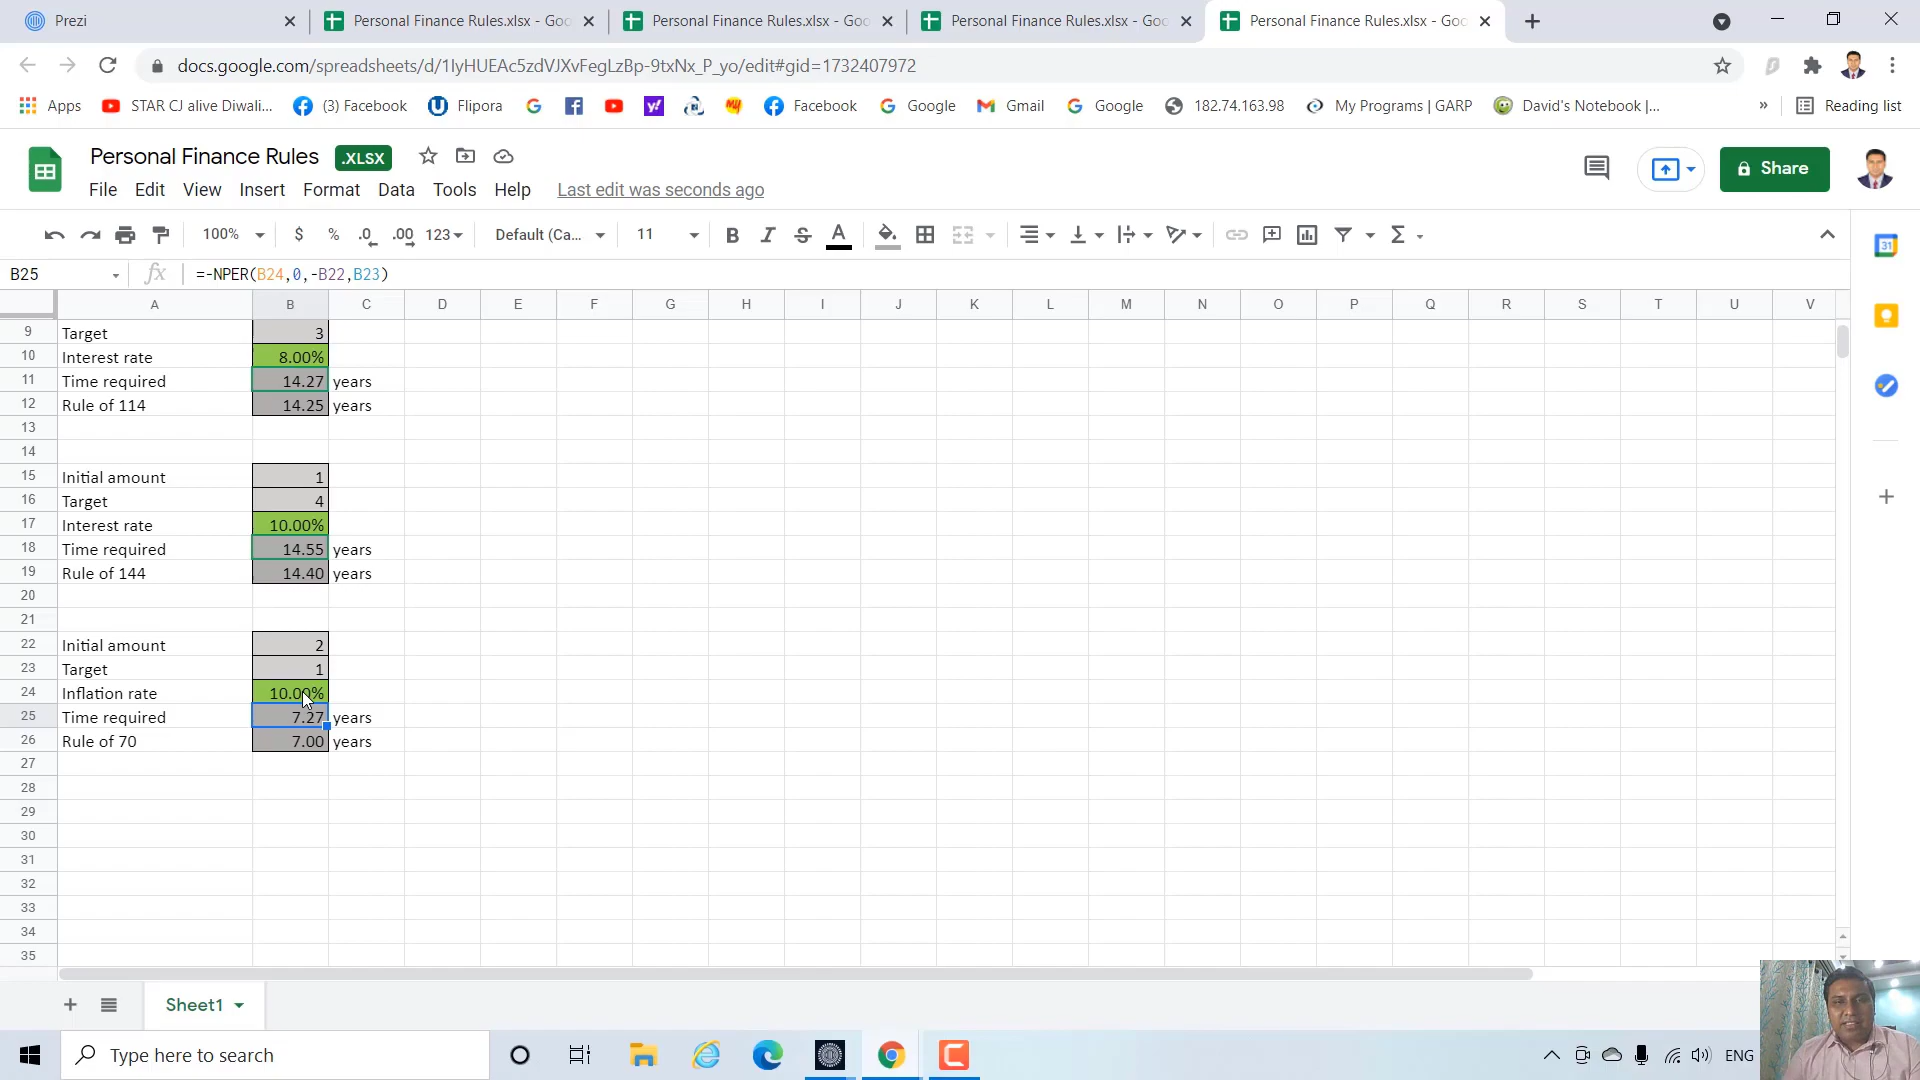 Prezi
Personal Finance Rules.xlsx - Goo
Personal Finance Rules.xlsx - Goo
Personal Finance Rules.xlsx - Goo
Personal Finance Rules.xlsx - Goo
docs.google.com/spreadsheets/d/1IyHUEAc5zdVJXvFegLzBp-9txNx_P_yo/edit#gid=1732407972
Apps
STAR CJ alive Diwali...
(3) Facebook
Flipora
Facebook
Google
Gmail
Google
182.74.163.98
My Programs | GARP
David's Notebook |...
»
Reading list
Personal Finance Rules
.XLSX
Share
File Edit View Insert Format Data Tools Help
Last edit was seconds ago
100% $ % .0 .00 123 Default (Ca... 11 B I S A Σ
B25 fx =-NPER(B24,0,-B22,B23)
A B C D E F G H I J K L M N O P Q R S T U V
9 Target 3
10 Interest rate 8.00%
11 Time required 14.27 years
12 Rule of 114 14.25 years
13
14
15 Initial amount 1
16 Target 4
17 Interest rate 10.00%
18 Time required 14.55 years
19 Rule of 144 14.40 years
20
21
22 Initial amount 2
23 Target 1
24 Inflation rate 10.00%
25 Time required 7.27 years
26 Rule of 70 7.00 years
27
28
29
30
31
32
33
34
35
Sheet1
Type here to search
ENG